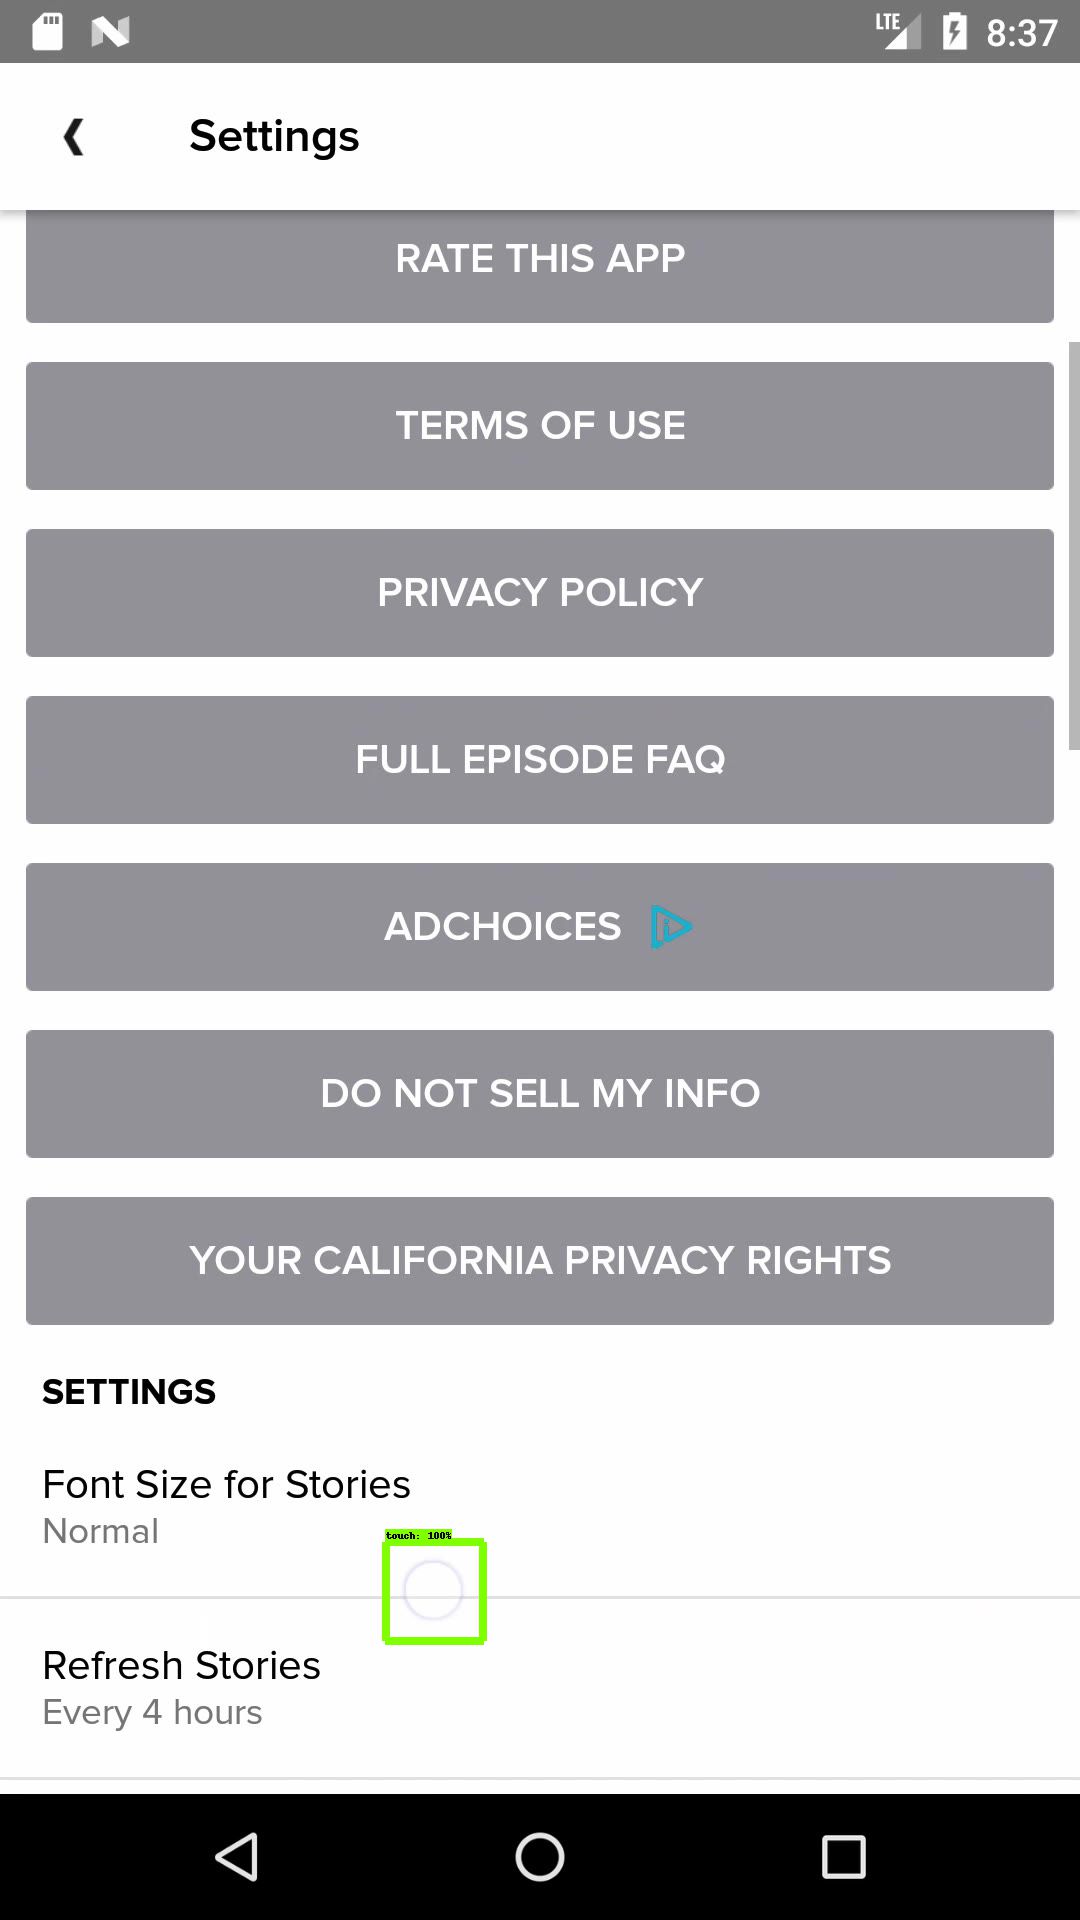 LTE 8:37
Settings
RATE THIS APP
TERMS OF USE
PRIVACY POLICY
FULL EPISODE FAQ
ADCHOICES
DO NOT SELL MY INFO
YOUR CALIFORNIA PRIVACY RIGHTS
SETTINGS
Font Size for Stories
Normal
touch: 100%
Refresh Stories
Every 4 hours